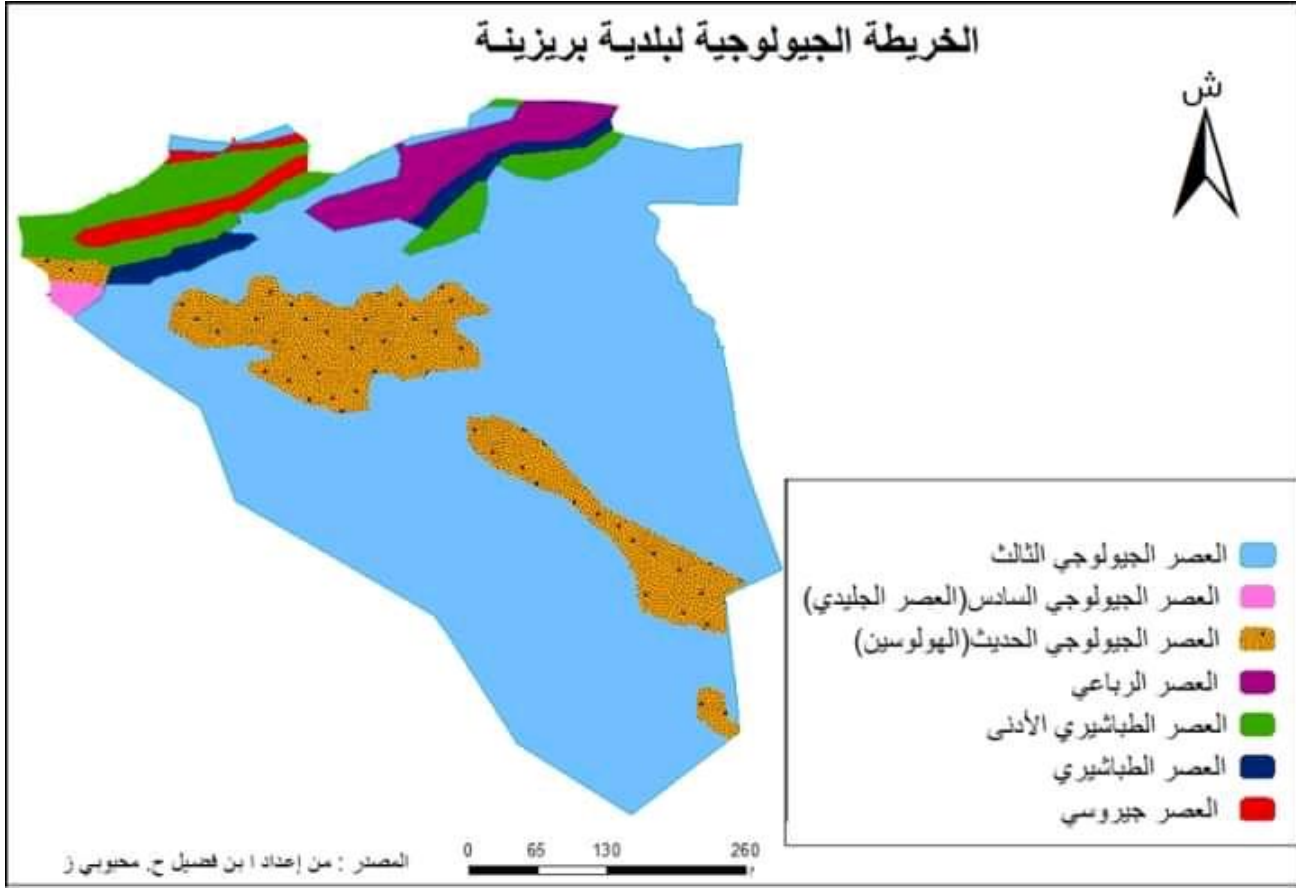 الخريطة الجيولوجية لبلدية بريزينة
ش
العصر الجيولوجي الثالث
العصر الجيولوجي السادس(العصر الجليدي)
العصر الجيولوجي الحديث(الهولوسين)
العصر الرباعي
العصر الطباشيري الأدنى
العصر الطباشيري
العصر جيروسي
0 65 130 260
المصدر : من إعداد ا بن فضيل ح. محبوبي ز